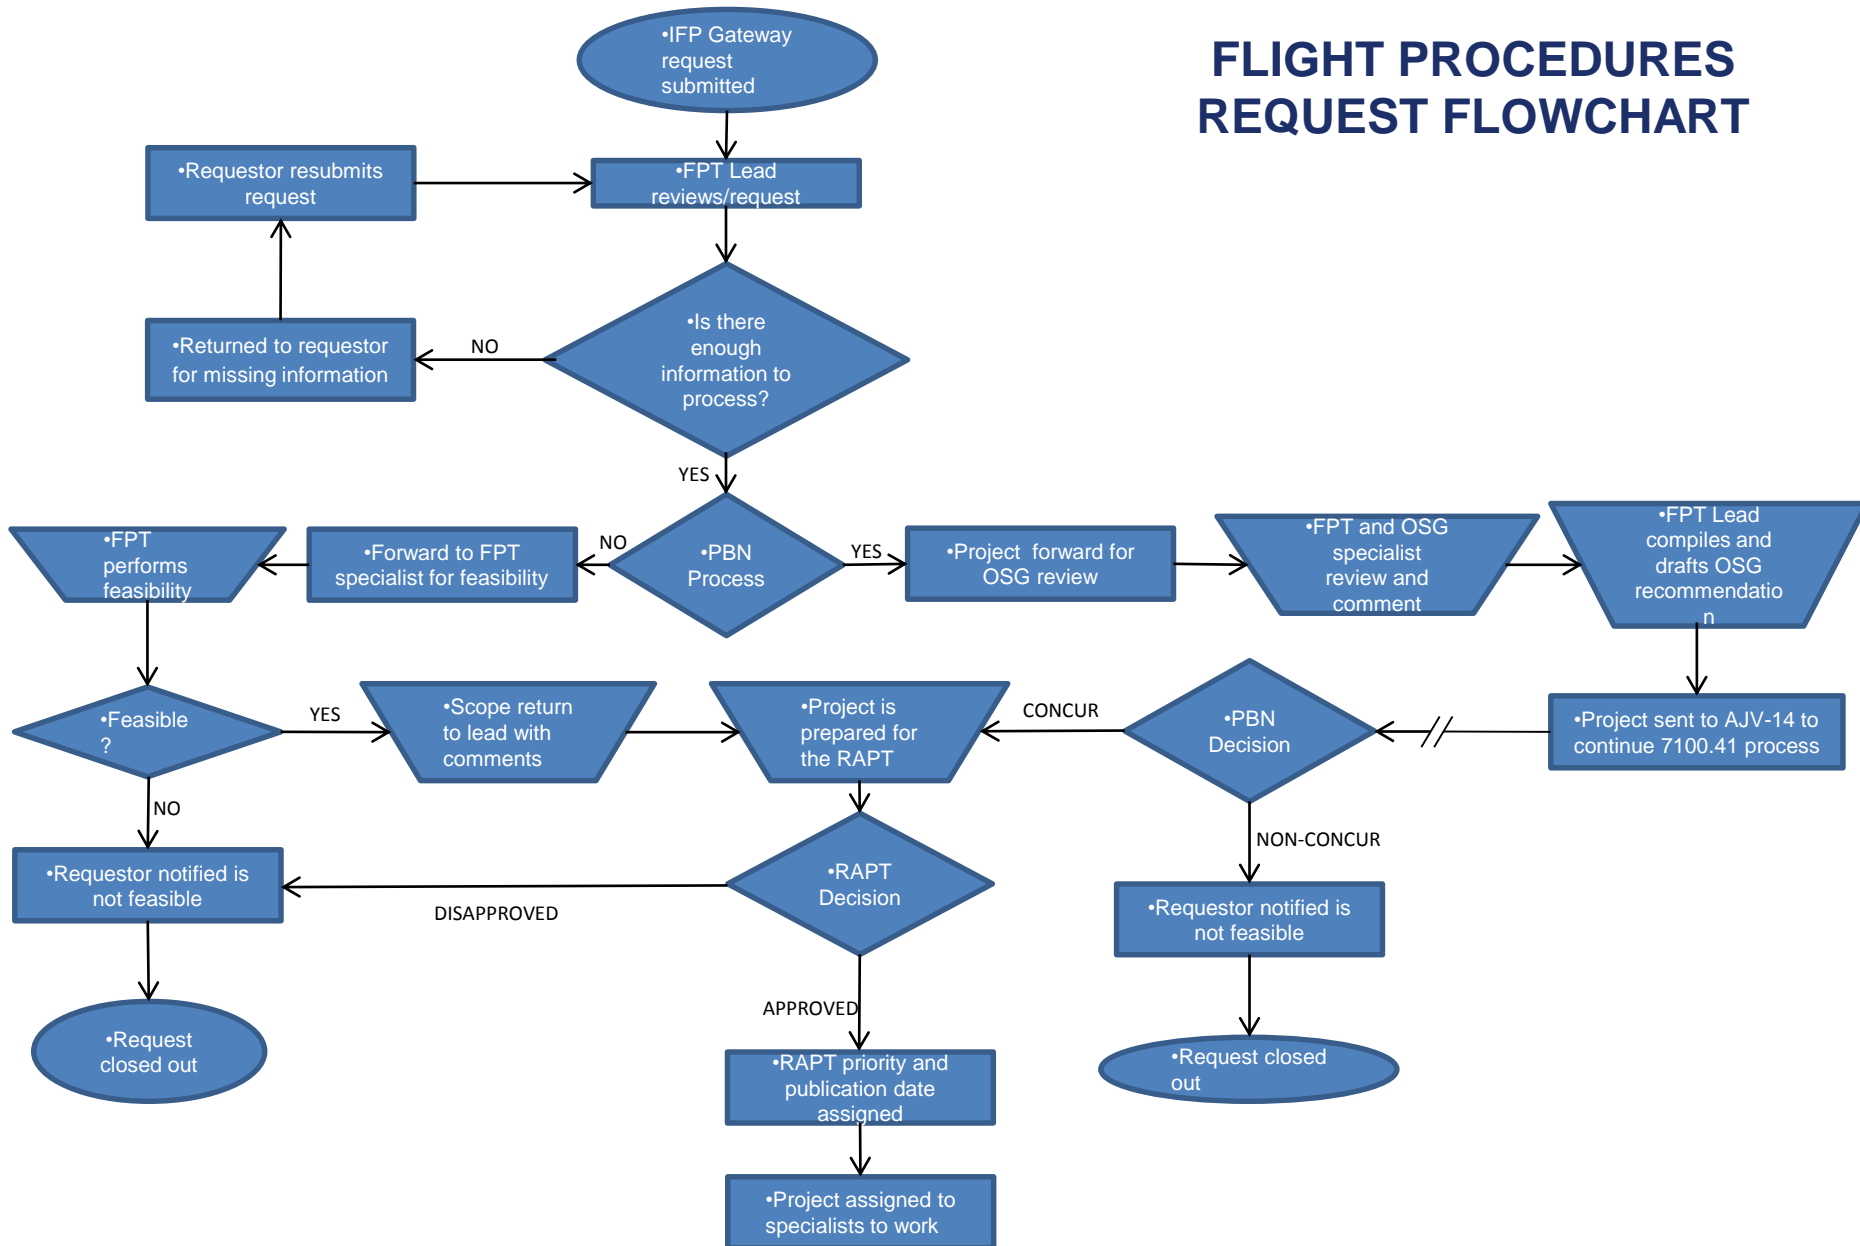 FLIGHT PROCEDURES
REQUEST FLOWCHART
•IFP Gateway
request
submitted
•Requestor resubmits
request
•FPT Lead
reviews/request
•Is there
enough
information to
process?
NO
•Returned to requestor
for missing information
YES
•FPT
performs
feasibility
•Forward to FPT
specialist for feasibility
NO
•PBN
Process
YES
•Project  forward for
OSG review
•FPT and OSG
specialist
review and
comment
•FPT Lead
compiles and
drafts OSG
recommendatio
n
•Feasible
?
YES
•Scope return
to lead with
comments
•Project is
prepared for
the RAPT
CONCUR
•PBN
Decision
•Project sent to AJV-14 to
continue 7100.41 process
NO
NON-CONCUR
•Requestor notified is
not feasible
DISAPPROVED
•RAPT
Decision
•Requestor notified is
not feasible
APPROVED
•Request
closed out
•RAPT priority and
publication date
assigned
•Request closed
out
•Project assigned to
specialists to work